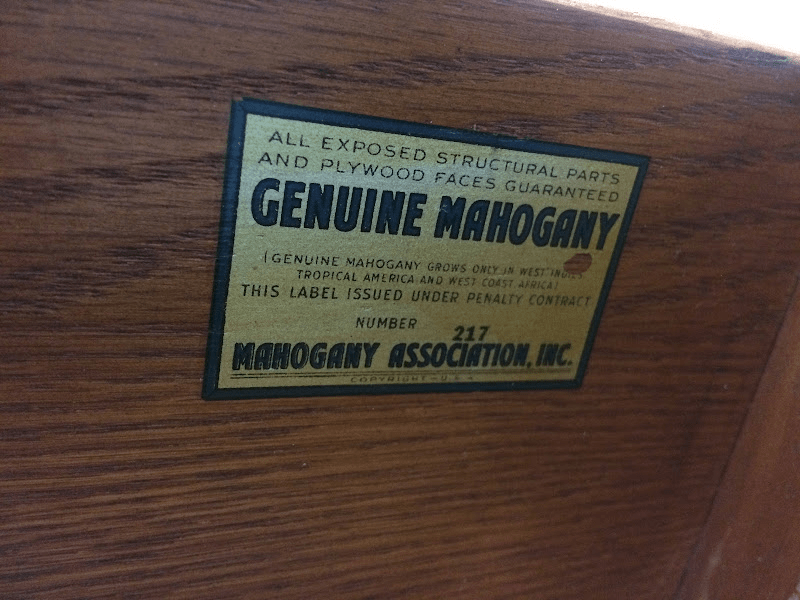 ALL EXPOSED STRUCTURAL PARTS
AND PLYWOOD FACES GUARANTEED
GENUINE MAHOGANY
(GENUINE MAHOGANY GROWS ONLY IN WEST INDIES
TROPICAL AMERICA AND WEST COAST AFRICA)
THIS LABEL ISSUED UNDER PENALTY CONTRACT
NUMBER 217
MAHOGANY ASSOCIATION, INC.
COPYRIGHT - U.S.A.